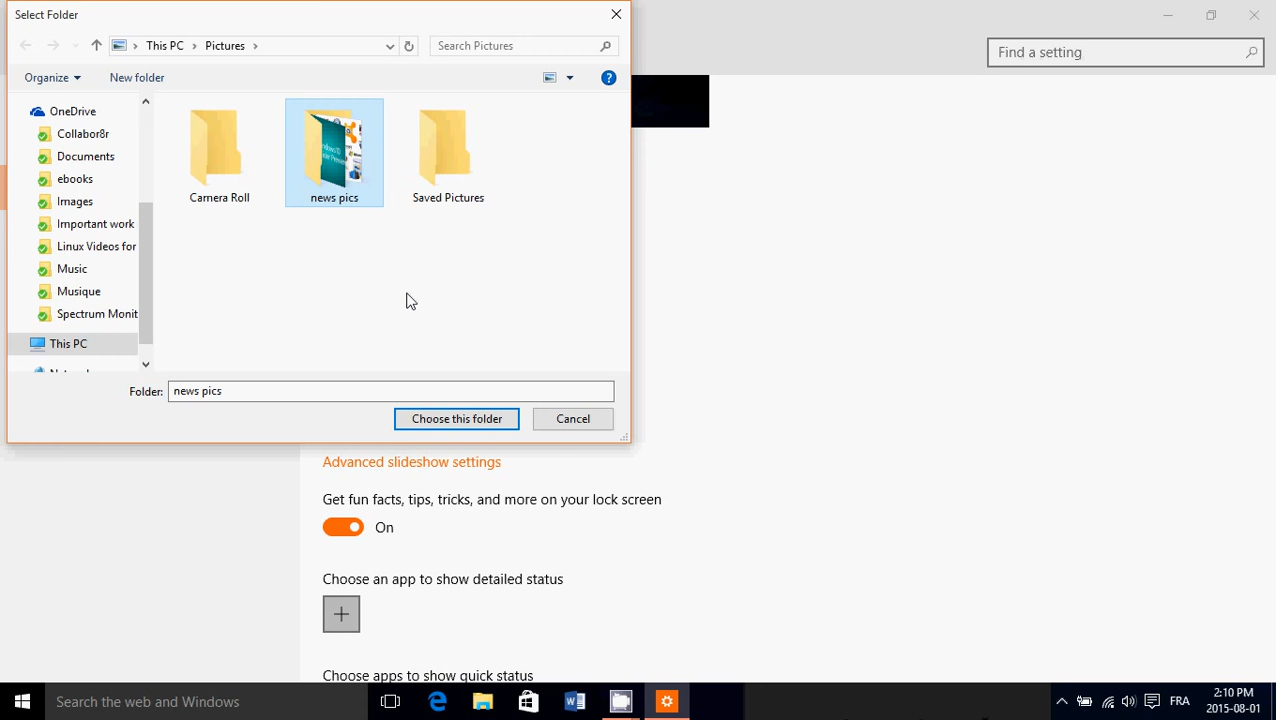 Select Folder
This PC
Pictures
Search Pictures
Find a setting
Organize
New folder
?
OneDrive
Collabor8r
Documents
ebooks
Images
Important work
Linux Videos for
Music
Musique
Spectrum Monit
This PC
Camera Roll
news pics
Saved Pictures
Folder:
news pics
Choose this folder
Cancel
Advanced slideshow settings
Get fun facts, tips, tricks, and more on your lock screen
On
Choose an app to show detailed status
Choose apps to show quick status
Search the web and Windows
FRA
2:10 PM
2015-08-01